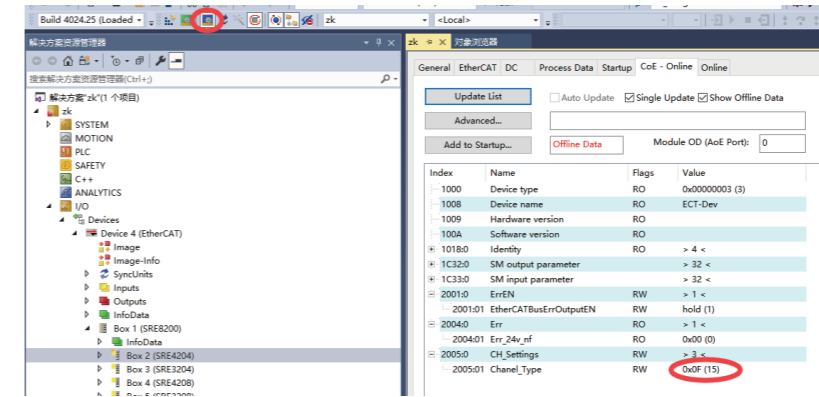 Build 4024.25 (Loaded
zk
<Local>
解决方案资源管理器
搜索解决方案资源管理器(Ctrl+;)
解决方案"zk"(1 个项目)
zk
SYSTEM
MOTION
PLC
SAFETY
C++
ANALYTICS
I/O
Devices
Device 4 (EtherCAT)
Image
Image-Info
SyncUnits
Inputs
Outputs
InfoData
Box 1 (SRE8200)
InfoData
Box 2 (SRE4204)
Box 3 (SRE3204)
Box 4 (SRE4208)
zk 对象浏览器
General EtherCAT DC Process Data Startup CoE - Online Online
Update List Auto Update Single Update Show Offline Data
Advanced...
Add to Startup... Offline Data Module OD (AoE Port): 0
Index Name Flags Value
1000 Device type RO 0x00000003 (3)
1008 Device name RO ECT-Dev
1009 Hardware version RO
100A Software version RO
1018:0 Identity RO > 4 <
1C32:0 SM output parameter > 32 <
1C33:0 SM input parameter > 32 <
2001:0 ErrEN RW > 1 <
2001:01 EtherCATBusErrOutputEN RW hold (1)
2004:0 Err RO > 1 <
2004:01 Err_24v_nf RO 0x00 (0)
2005:0 CH_Settings RW > 3 <
2005:01 Chanel_Type RW 0x0F (15)